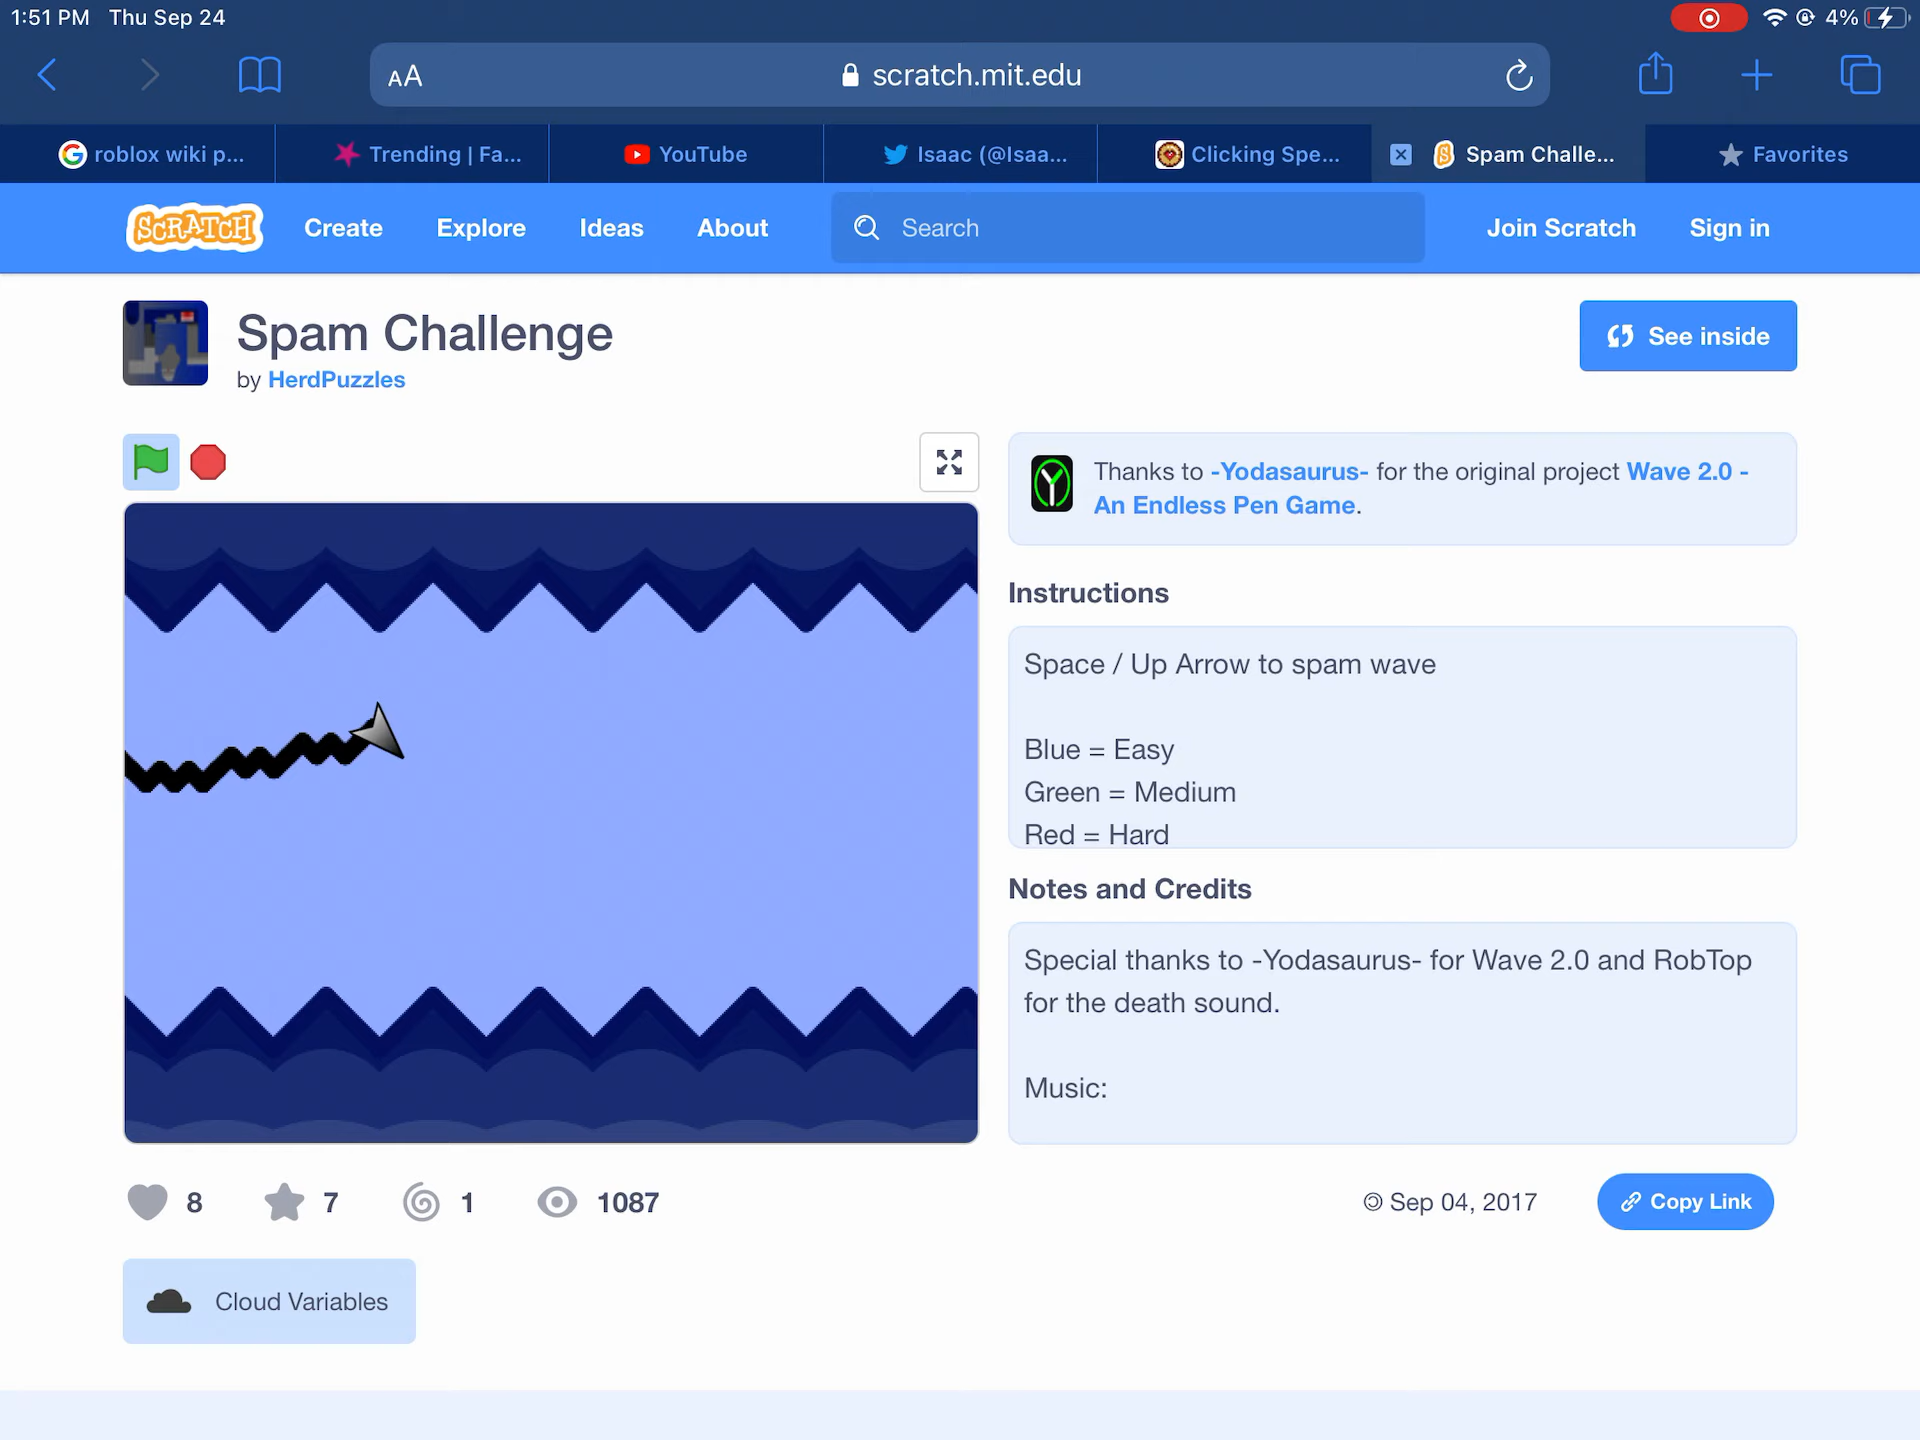 1:51 PM Thu Sep 24
4%
AA
scratch.mit.edu
roblox wiki p...
Trending | Fa...
YouTube
Isaac (@Isaa...
Clicking Spe...
Spam Challe...
Favorites
SCRATCH
Create
Explore
Ideas
About
Search
Join Scratch
Sign in
Spam Challenge
by HerdPuzzles
See inside
Thanks to -Yodasaurus- for the original project Wave 2.0 -
An Endless Pen Game.
Instructions
Space / Up Arrow to spam wave
Blue = Easy
Green = Medium
Red = Hard
Notes and Credits
Special thanks to -Yodasaurus- for Wave 2.0 and RobTop
for the death sound.
Music:
8
7
1
1087
Sep 04, 2017
Copy Link
Cloud Variables